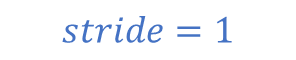 stride = 1